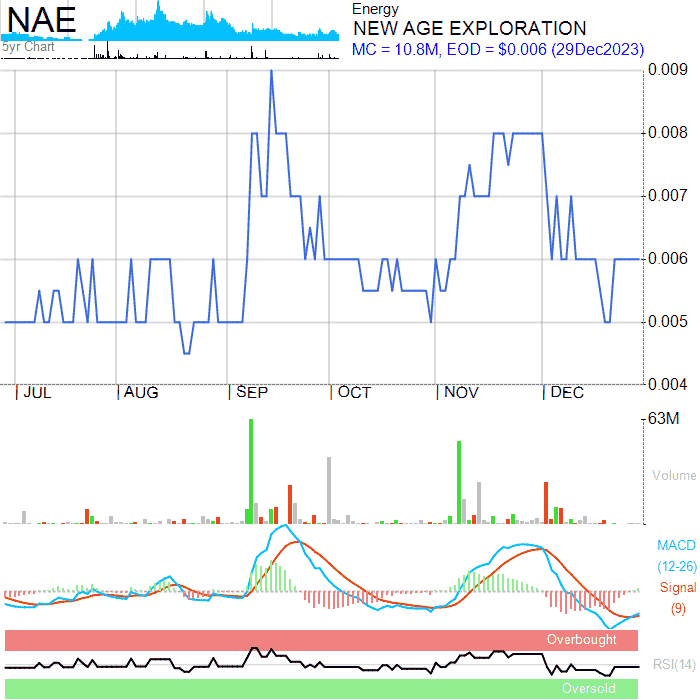 NAE
5yr Chart
Energy
NEW AGE EXPLORATION
MC = 10.8M, EOD = $0.006 (29Dec2023)
0.009
0.008
0.007
0.006
0.005
0.004
JUL AUG SEP OCT NOV DEC
63M
Volume
MACD
(12-26)
Signal
(9)
Overbought
RSI(14)
Oversold